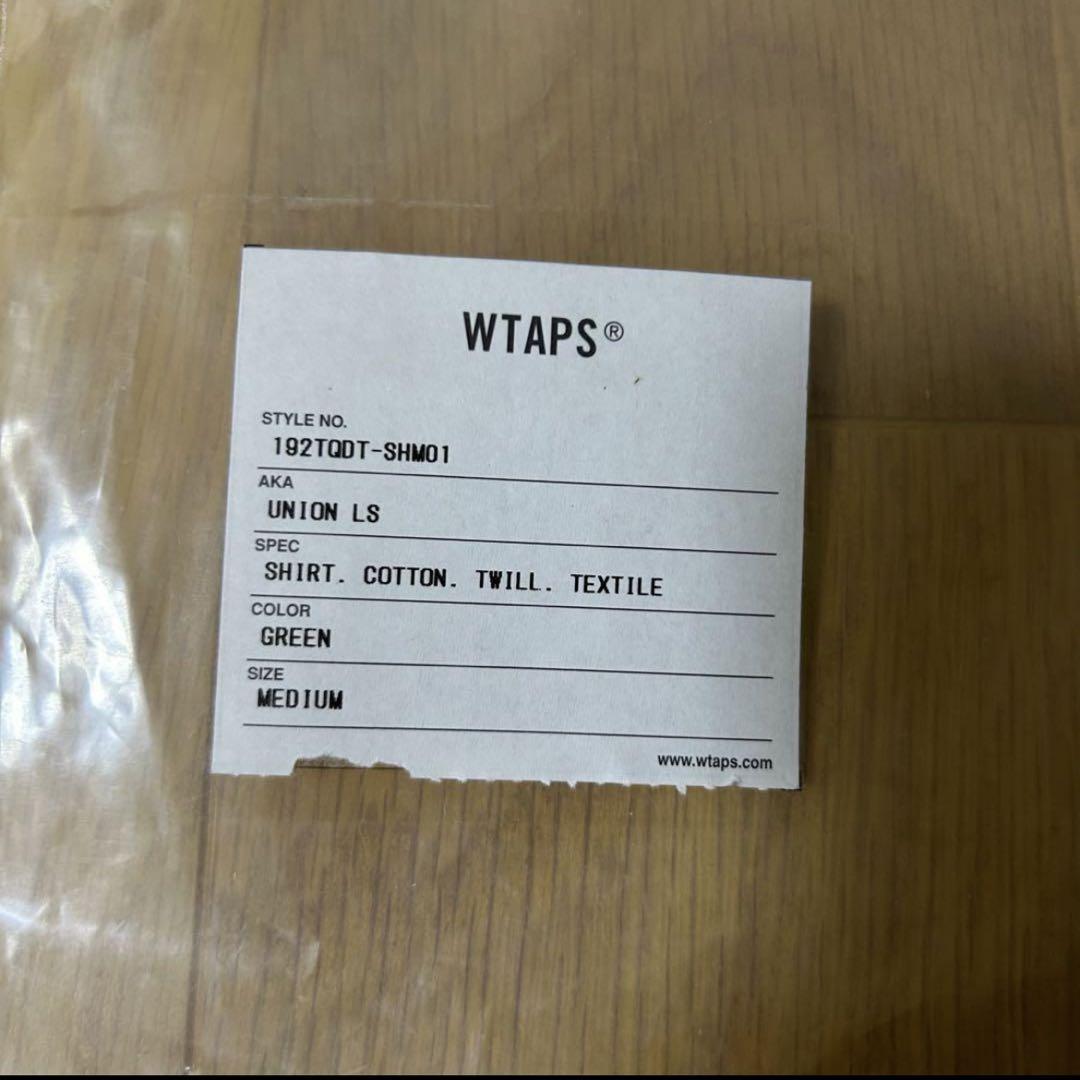 WTAPS®
STYLE NO.
192TQDT-SHM01
AKA
UNION LS
SPEC
SHIRT. COTTON. TWILL. TEXTILE
COLOR
GREEN
SIZE
MEDIUM
www.wtaps.com